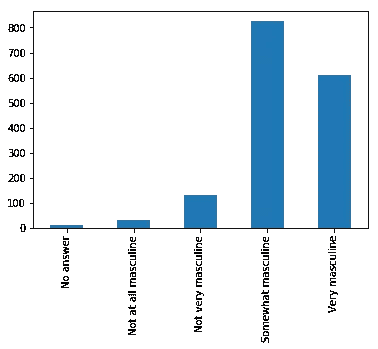 800
700
600
500
400
300
200
100
0
No answer
Not at all masculine
Not very masculine
Somewhat masculine
Very masculine